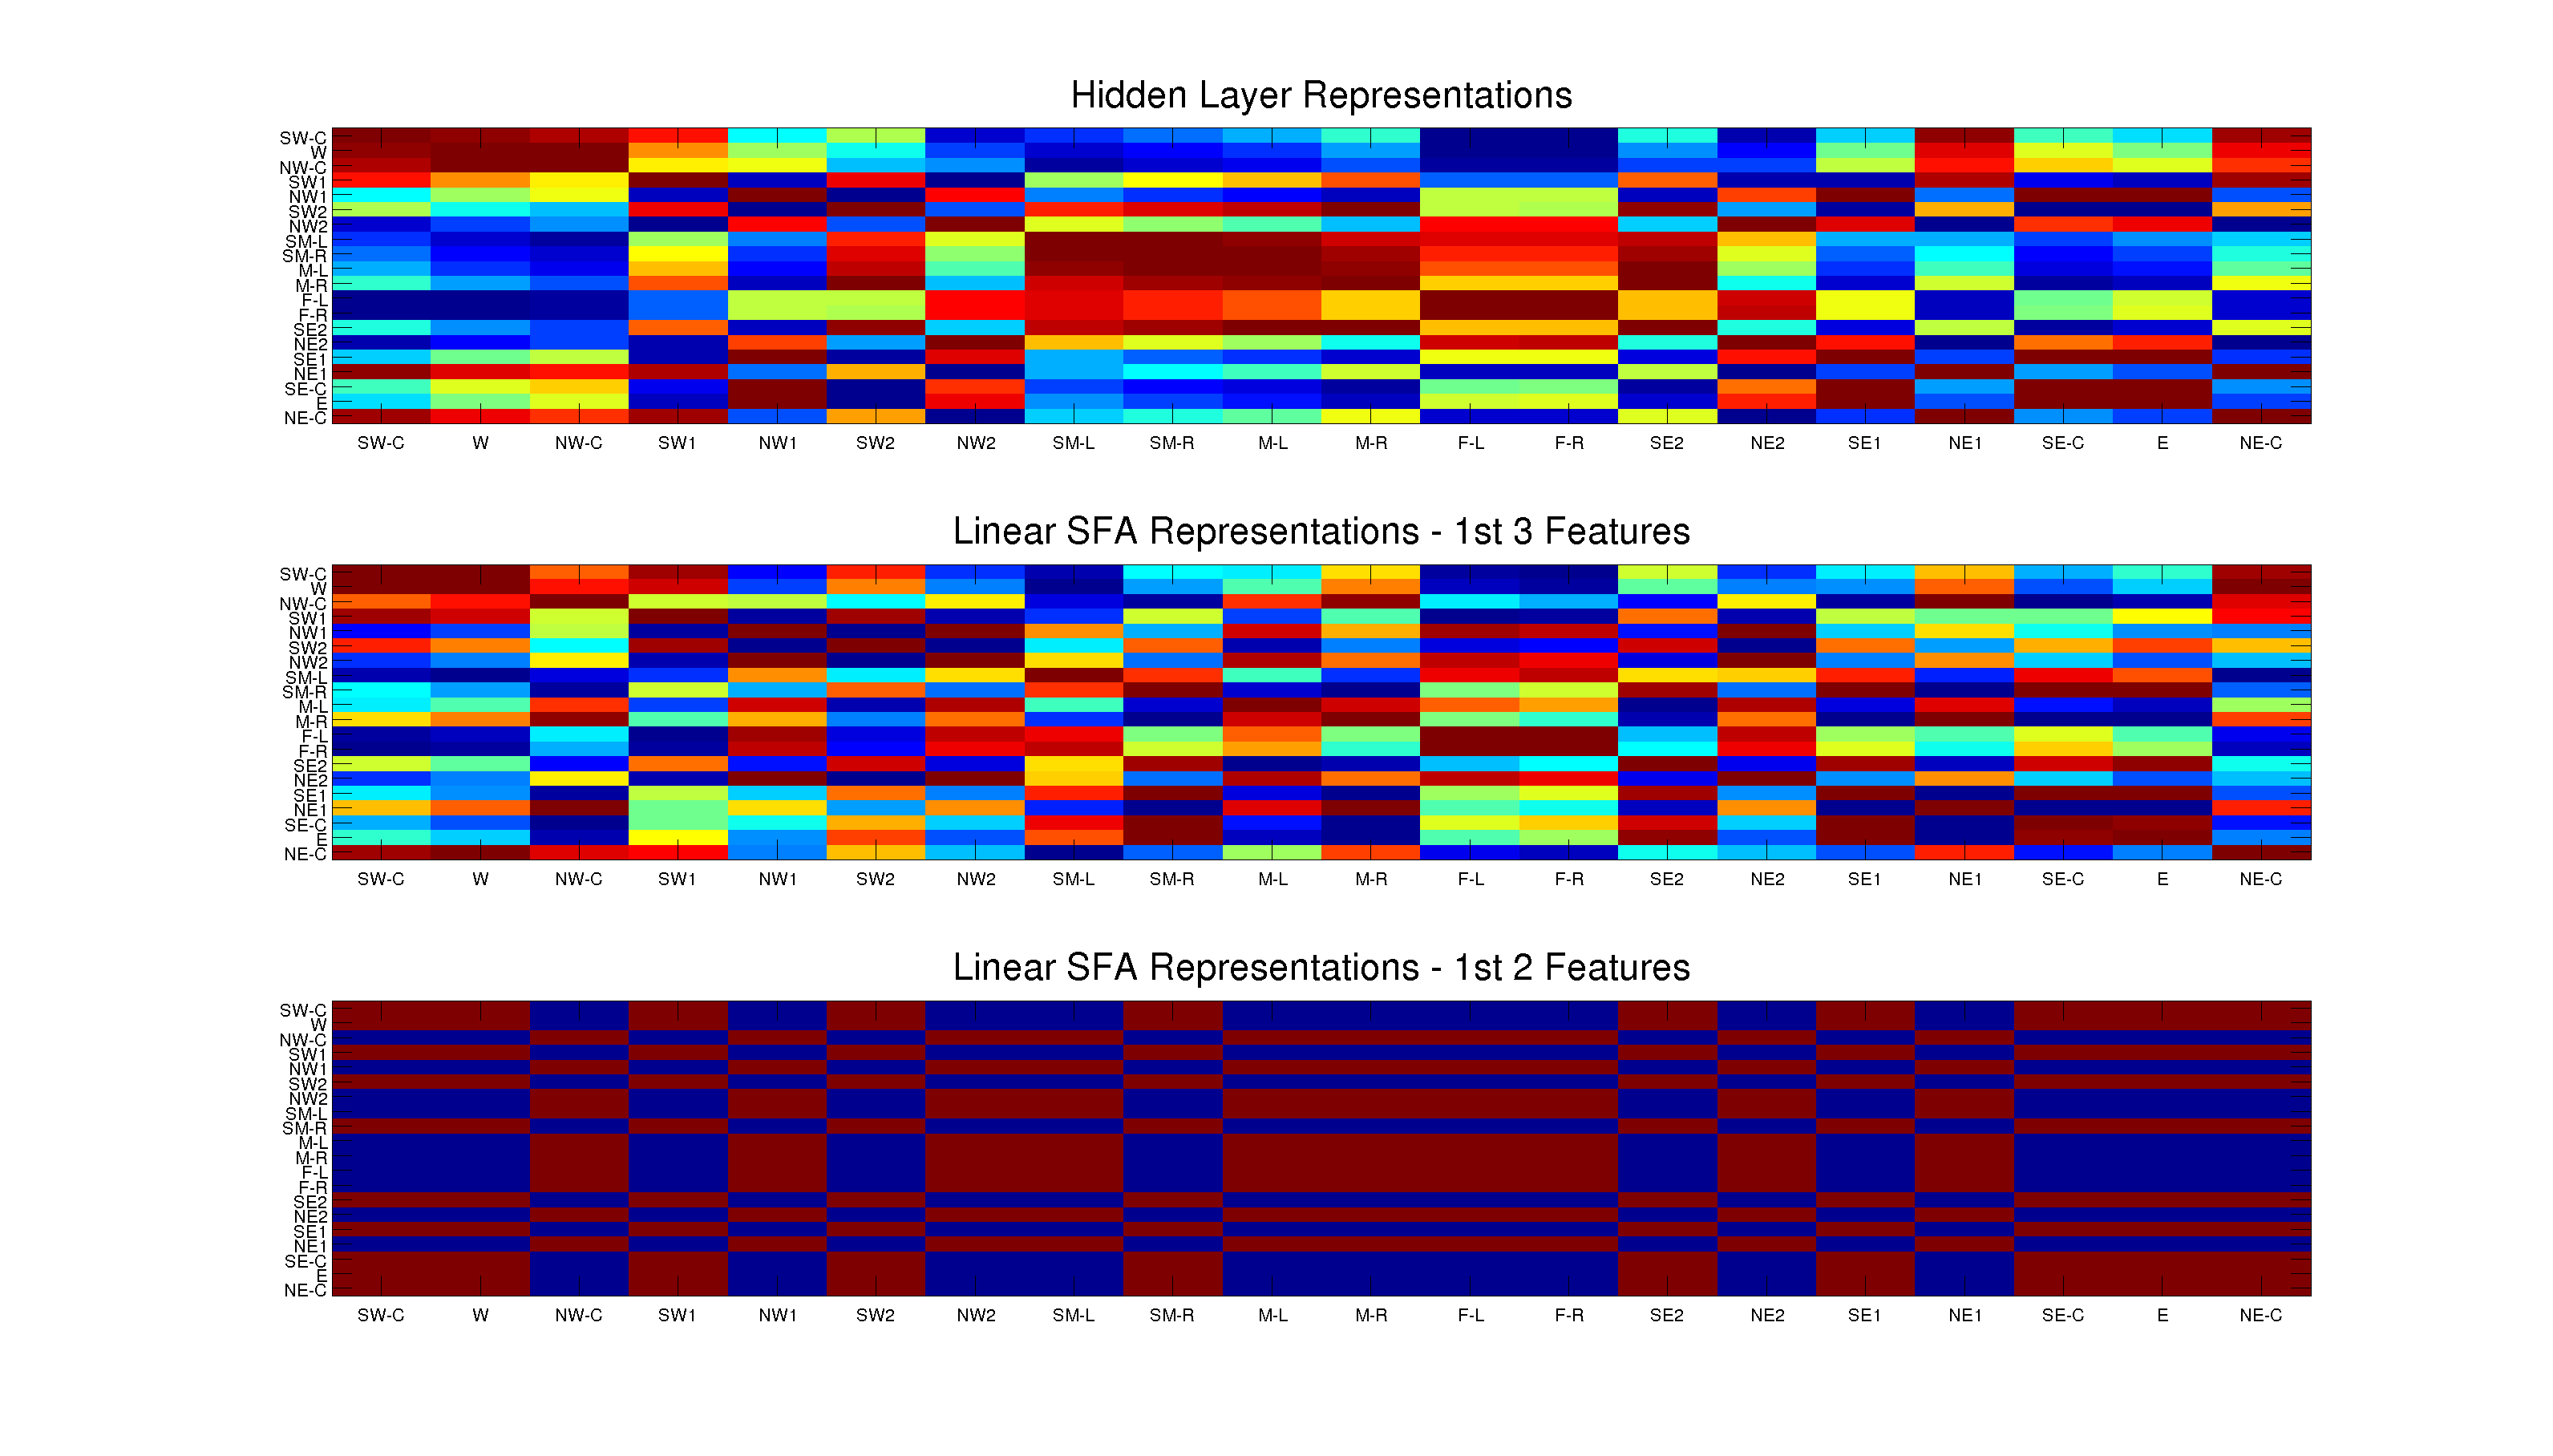 Hidden Layer Representations
SW-C
W
NW-C
SW1
NW1
SW2
NW2
SM-L
SM-R
M-L
M-R
F-L
F-R
SE2
NE2
SE1
NE1
SE-C
E
NE-C
SW-C W NW-C SW1 NW1 SW2 NW2 SM-L SM-R M-L M-R F-L F-R SE2 NE2 SE1 NE1 SE-C E NE-C
Linear SFA Representations - 1st 3 Features
SW-C
W
NW-C
SW1
NW1
SW2
NW2
SM-L
SM-R
M-L
M-R
F-L
F-R
SE2
NE2
SE1
NE1
SE-C
E
NE-C
SW-C W NW-C SW1 NW1 SW2 NW2 SM-L SM-R M-L M-R F-L F-R SE2 NE2 SE1 NE1 SE-C E NE-C
Linear SFA Representations - 1st 2 Features
SW-C
W
NW-C
SW1
NW1
SW2
NW2
SM-L
SM-R
M-L
M-R
F-L
F-R
SE2
NE2
SE1
NE1
SE-C
E
NE-C
SW-C W NW-C SW1 NW1 SW2 NW2 SM-L SM-R M-L M-R F-L F-R SE2 NE2 SE1 NE1 SE-C E NE-C